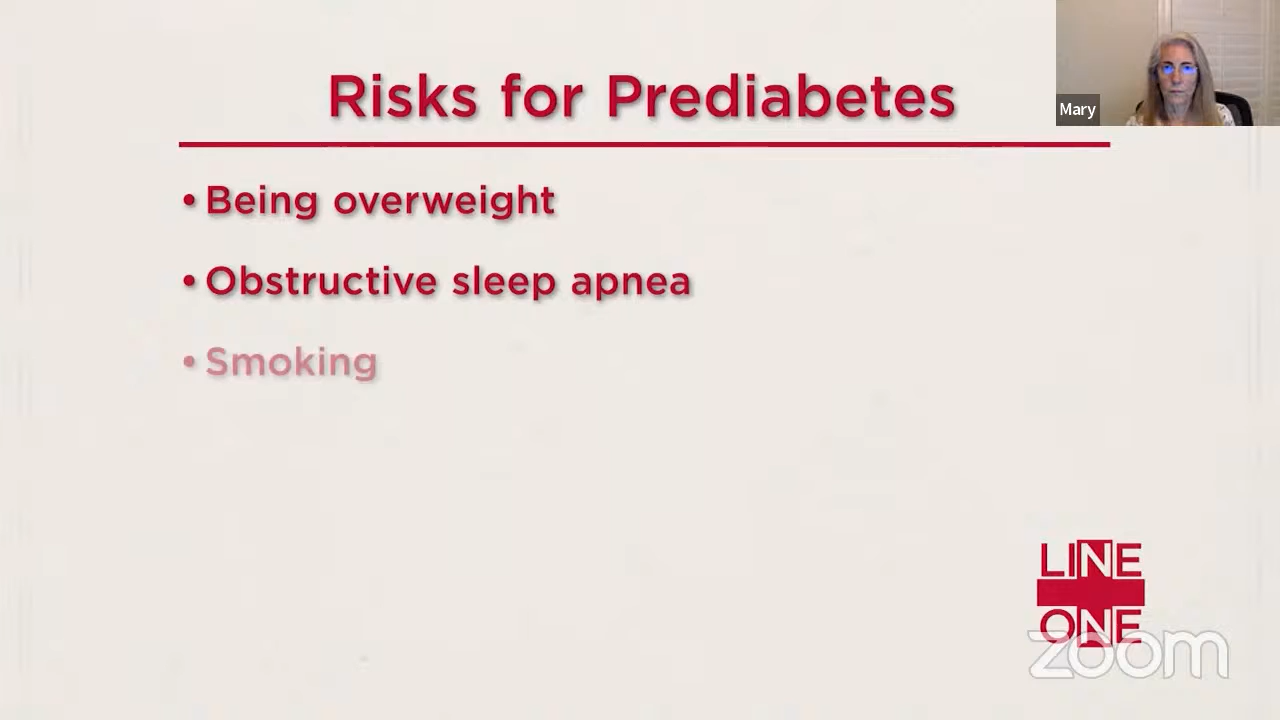 Risks for Prediabetes
Mary
• Being overweight
• Obstructive sleep apnea
• Smoking
LINE
ONE
zoom